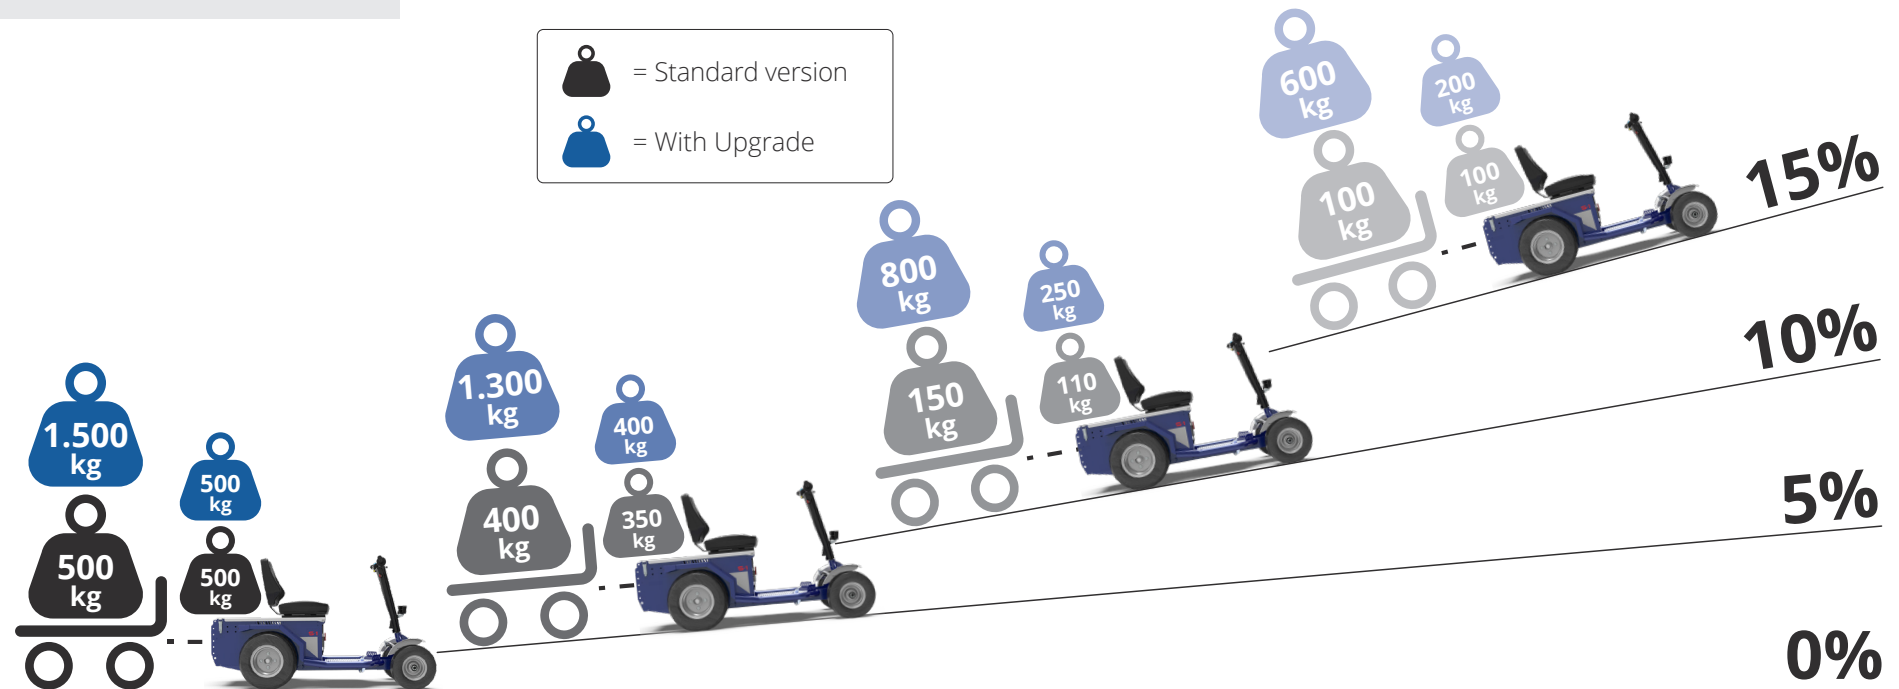 = Standard version
= With Upgrade
600
kg
200
kg
100
kg
100
kg
15%
800
kg
250
kg
150
kg
110
kg
10%
1.300
kg
400
kg
400
kg
350
kg
5%
1.500
kg
500
kg
500
kg
500
kg
0%